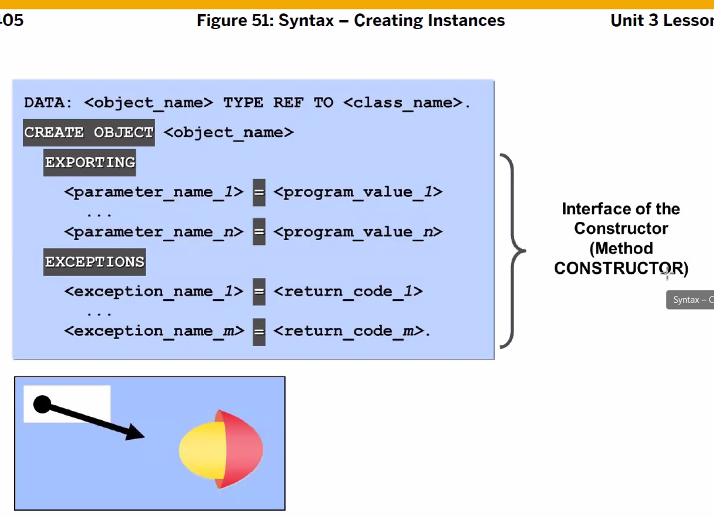 -05 Figure 51: Syntax – Creating Instances Unit 3 Lesson
DATA: <object_name> TYPE REF TO <class_name>.
CREATE OBJECT <object_name>
EXPORTING
<parameter_name_1> = <program_value_1>
...
<parameter_name_n> = <program_value_n>
EXCEPTIONS
<exception_name_1> = <return_code_1>
...
<exception_name_m> = <return_code_m>.
Interface of the
Constructor
(Method
CONSTRUCTOR)
Syntax – C